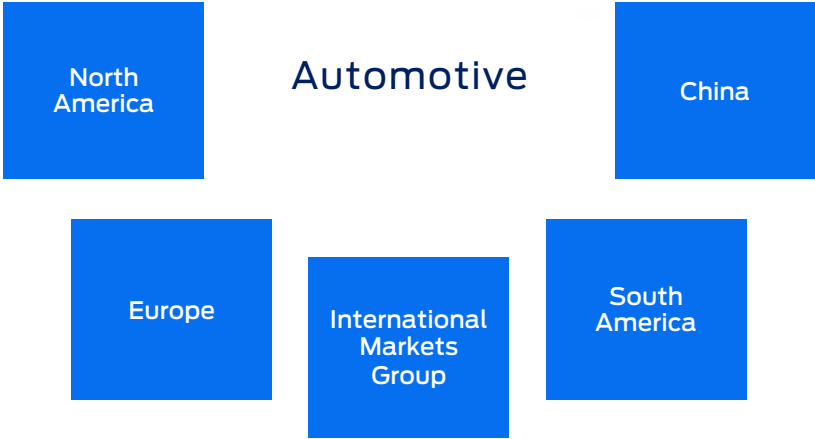 North
America
Automotive
China
Europe
International
Markets
Group
South
America